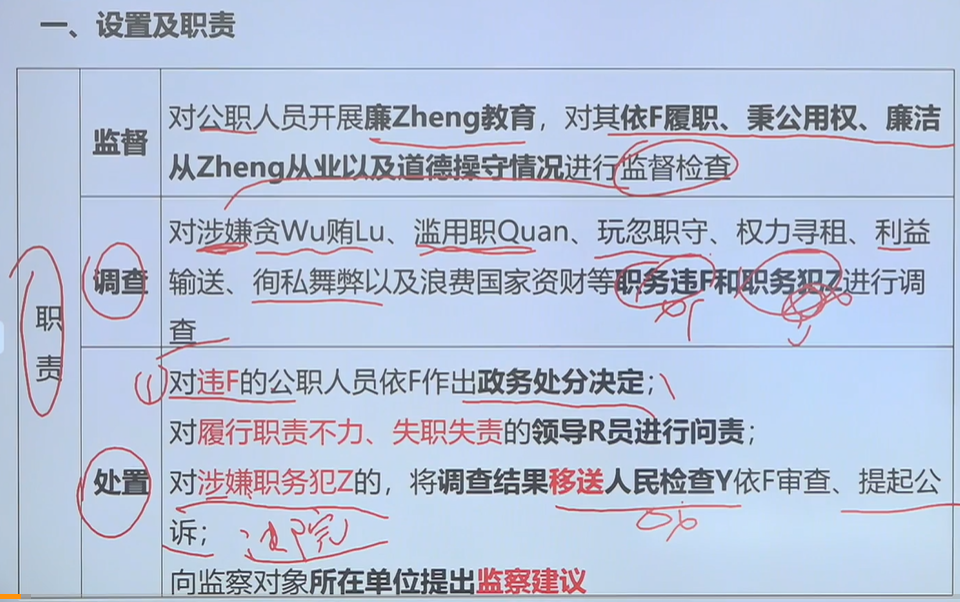 一、设置及职责
职责
监督
对公职人员开展廉Zheng教育，对其依F履职、秉公用权、廉洁
从Zheng从业以及道德操守情况进行监督检查
调查
对涉嫌贪Wu贿Lu、滥用职Quan、玩忽职守、权力寻租、利益
输送、徇私舞弊以及浪费国家资财等职务违F和职务犯Z进行调
查
处置
对违F的公职人员依F作出政务处分决定；
对履行职责不力、失职失责的领导R员进行问责；
对涉嫌职务犯Z的，将调查结果移送人民检查Y依F审查、提起公
诉；
向监察对象所在单位提出监察建议